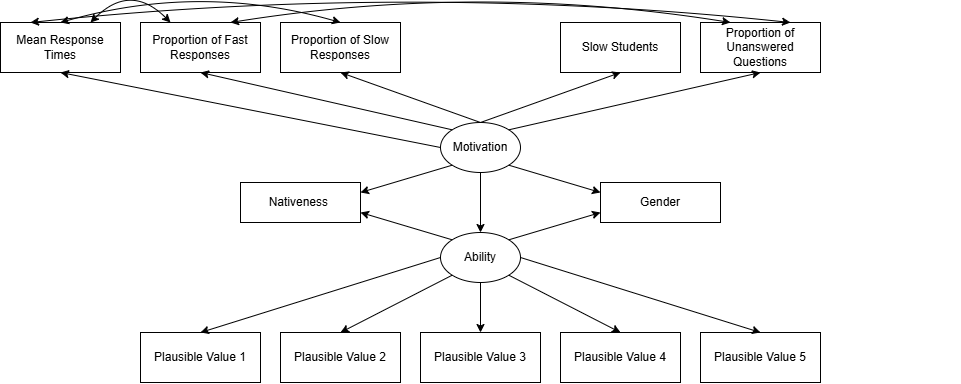 Mean Response
Times
Proportion of Fast
Responses
Proportion of Slow
Responses
Slow Students
Proportion of
Unanswered
Questions
Motivation
Nativeness
Gender
Ability
Plausible Value 1
Plausible Value 2
Plausible Value 3
Plausible Value 4
Plausible Value 5